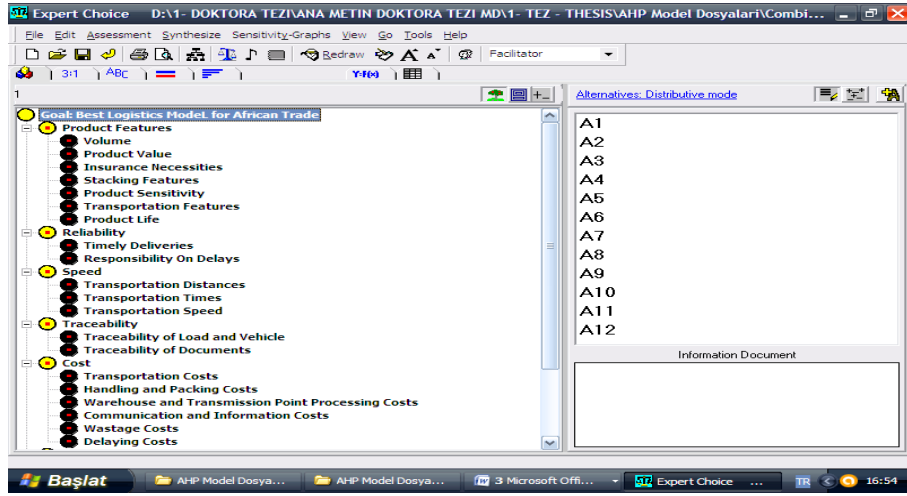 Expert Choice D:\1- DOKTORA TEZI\ANA METIN DOKTORA TEZI MD\1- TEZ - THESIS\AHP Model Dosyalari\Combi...
File Edit Assessment Synthesize Sensitivity-Graphs View Go Tools Help
Redraw A A Facilitator
3:1 ABC Y=F(x)
1
Alternatives: Distributive mode
Goal: Best Logistics Model for African Trade
Product Features
Volume
Product Value
Insurance Necessities
Stacking Features
Product Sensitivity
Transportation Features
Product Life
Reliability
Timely Deliveries
Responsibility On Delays
Speed
Transportation Distances
Transportation Times
Transportation Speed
Traceability
Traceability of Load and Vehicle
Traceability of Documents
Cost
Transportation Costs
Handling and Packing Costs
Warehouse and Transmission Point Processing Costs
Communication and Information Costs
Wastage Costs
Delaying Costs
A1
A2
A3
A4
A5
A6
A7
A8
A9
A10
A11
A12
Information Document
Başlat AHP Model Dosya... AHP Model Dosya... 3 Microsoft Offi... Expert Choice ... TR 16:54